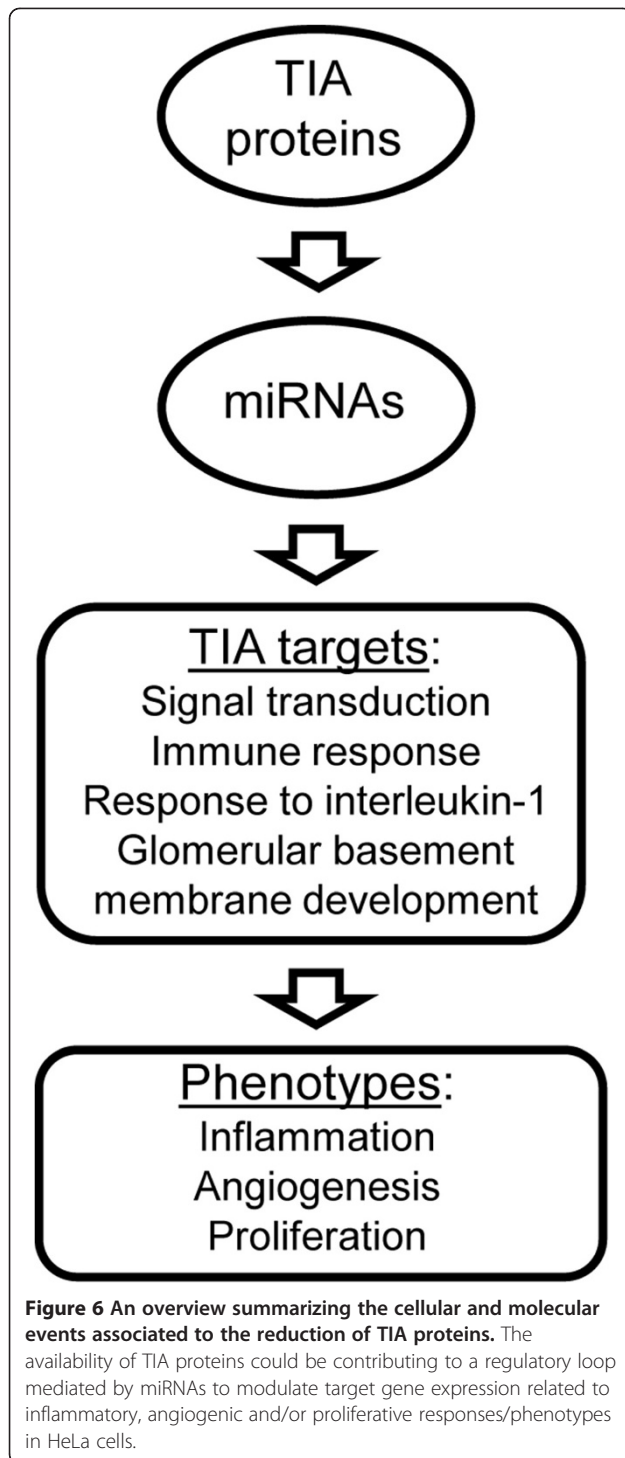 TIA
proteins
miRNAs
TIA targets:
Signal transduction
Immune response
Response to interleukin-1
Glomerular basement
membrane development
Phenotypes:
Inflammation
Angiogenesis
Proliferation
Figure 6 An overview summarizing the cellular and molecular
events associated to the reduction of TIA proteins. The
availability of TIA proteins could be contributing to a regulatory loop
mediated by miRNAs to modulate target gene expression related to
inflammatory, angiogenic and/or proliferative responses/phenotypes
in HeLa cells.